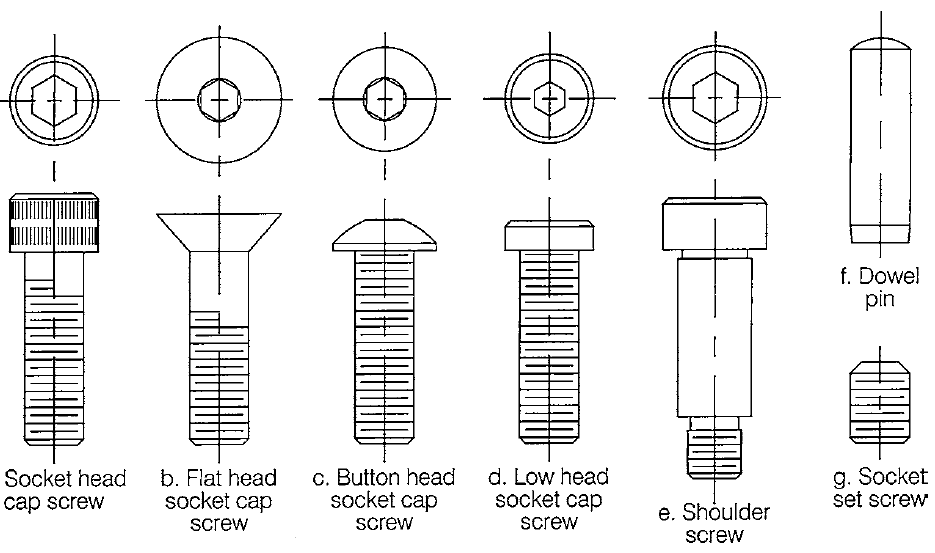 Socket head
cap screw
b. Flat head
socket cap
screw
c. Button head
socket cap
screw
d. Low head
socket cap
screw
e. Shoulder
screw
f. Dowel
pin
g. Socket
set screw